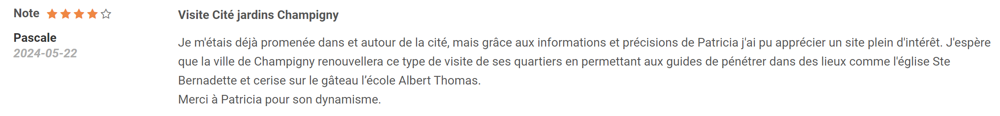 Note
Visite Cité jardins Champigny
Pascale
2024-05-22
Je m'étais déjà promenée dans et autour de la cité, mais grâce aux informations et précisions de Patricia j'ai pu apprécier un site plein d'intérêt. J'espère
que la ville de Champigny renouvellera ce type de visite de ses quartiers en permettant aux guides de pénétrer dans des lieux comme l'église Ste
Bernadette et cerise sur le gâteau l’école Albert Thomas.
Merci à Patricia pour son dynamisme.